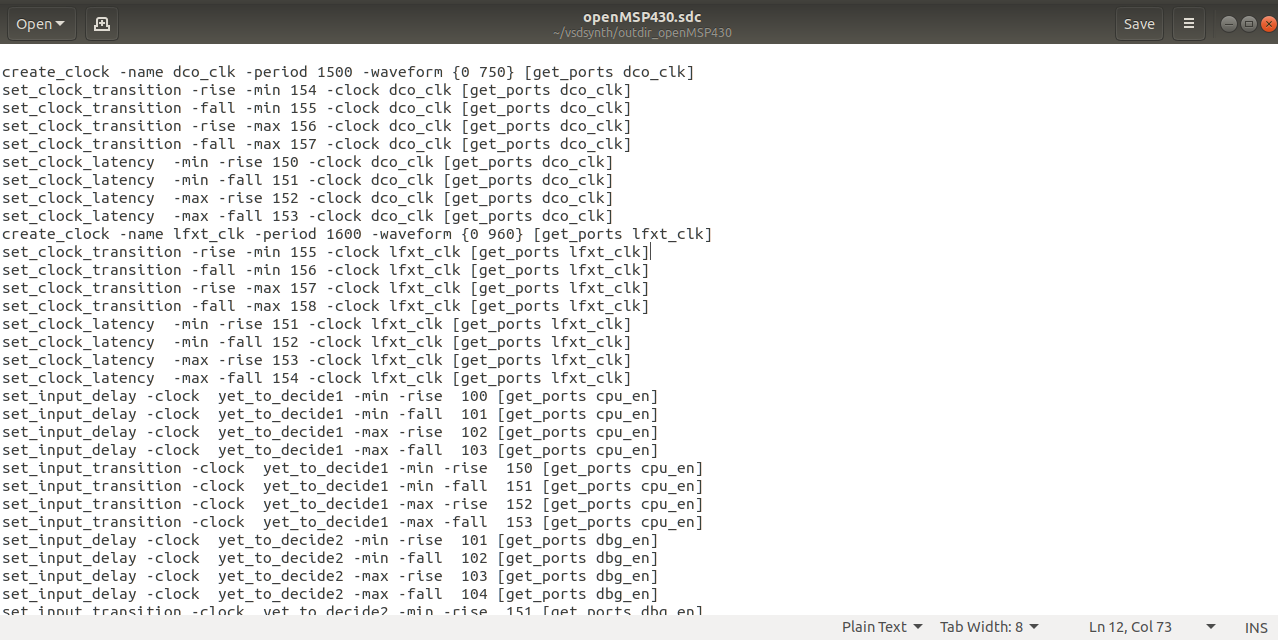 Open
openMSP430.sdc
~/vsdsynth/outdir_openMSP430
Save
create_clock -name dco_clk -period 1500 -waveform {0 750} [get_ports dco_clk]
set_clock_transition -rise -min 154 -clock dco_clk [get_ports dco_clk]
set_clock_transition -fall -min 155 -clock dco_clk [get_ports dco_clk]
set_clock_transition -rise -max 156 -clock dco_clk [get_ports dco_clk]
set_clock_transition -fall -max 157 -clock dco_clk [get_ports dco_clk]
set_clock_latency  -min -rise 150 -clock dco_clk [get_ports dco_clk]
set_clock_latency  -min -fall 151 -clock dco_clk [get_ports dco_clk]
set_clock_latency  -max -rise 152 -clock dco_clk [get_ports dco_clk]
set_clock_latency  -max -fall 153 -clock dco_clk [get_ports dco_clk]
create_clock -name lfxt_clk -period 1600 -waveform {0 960} [get_ports lfxt_clk]
set_clock_transition -rise -min 155 -clock lfxt_clk [get_ports lfxt_clk]
set_clock_transition -fall -min 156 -clock lfxt_clk [get_ports lfxt_clk]
set_clock_transition -rise -max 157 -clock lfxt_clk [get_ports lfxt_clk]
set_clock_transition -fall -max 158 -clock lfxt_clk [get_ports lfxt_clk]
set_clock_latency  -min -rise 151 -clock lfxt_clk [get_ports lfxt_clk]
set_clock_latency  -min -fall 152 -clock lfxt_clk [get_ports lfxt_clk]
set_clock_latency  -max -rise 153 -clock lfxt_clk [get_ports lfxt_clk]
set_clock_latency  -max -fall 154 -clock lfxt_clk [get_ports lfxt_clk]
set_input_delay -clock  yet_to_decide1 -min -rise  100 [get_ports cpu_en]
set_input_delay -clock  yet_to_decide1 -min -fall  101 [get_ports cpu_en]
set_input_delay -clock  yet_to_decide1 -max -rise  102 [get_ports cpu_en]
set_input_delay -clock  yet_to_decide1 -max -fall  103 [get_ports cpu_en]
set_input_transition -clock  yet_to_decide1 -min -rise  150 [get_ports cpu_en]
set_input_transition -clock  yet_to_decide1 -min -fall  151 [get_ports cpu_en]
set_input_transition -clock  yet_to_decide1 -max -rise  152 [get_ports cpu_en]
set_input_transition -clock  yet_to_decide1 -max -fall  153 [get_ports cpu_en]
set_input_delay -clock  yet_to_decide2 -min -rise  101 [get_ports dbg_en]
set_input_delay -clock  yet_to_decide2 -min -fall  102 [get_ports dbg_en]
set_input_delay -clock  yet_to_decide2 -max -rise  103 [get_ports dbg_en]
set_input_delay -clock  yet_to_decide2 -max -fall  104 [get_ports dbg_en]
set_input_transition -clock  yet_to_decide2 -min -rise  151 [get_ports dbg_en]
Plain Text
Tab Width: 8
Ln 12, Col 73
INS